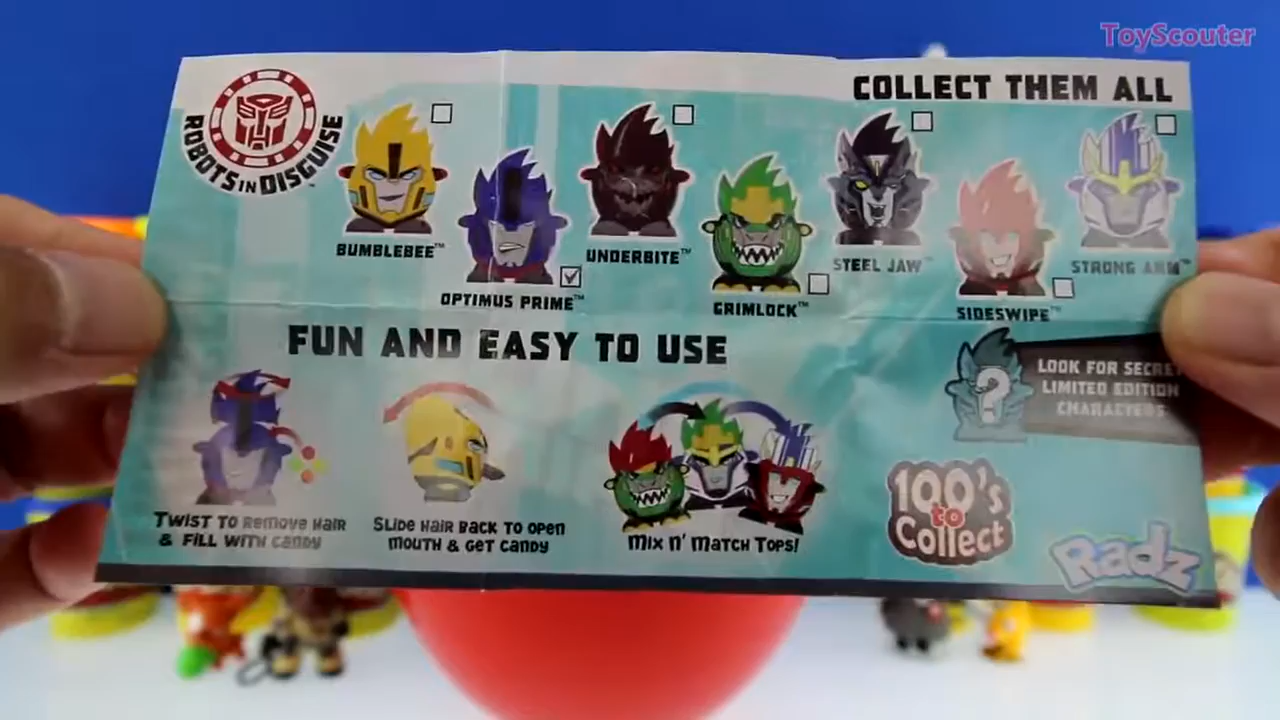 ToyScouter
COLLECT THEM ALL
ROBOTS IN DISGUISE™
BUMBLEBEE™
OPTIMUS PRIME™
UNDERBITE™
GRIMLOCK™
STEEL JAW™
SIDESWIPE™
STRONG ARM™
FUN AND EASY TO USE
LOOK FOR SECRET
LIMITED EDITION
CHARACTERS
TWIST TO REMOVE HAIR
& FILL WITH CANDY
SLIDE HAIR BACK TO OPEN
MOUTH & GET CANDY
MIX N' MATCH TOPS!
100's
to
Collect
Radz